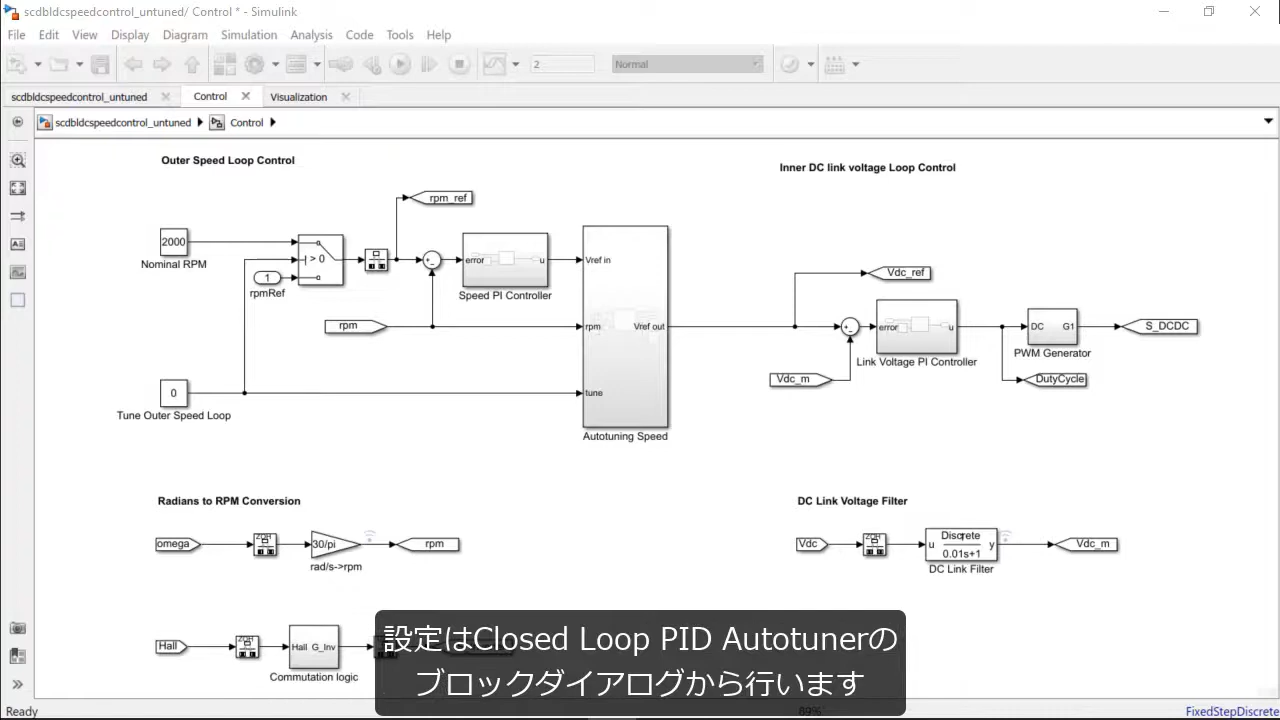 scdbldcspeedcontrol_untuned/ Control * - Simulink
File Edit View Display Diagram Simulation Analysis Code Tools Help
2 Normal
scdbldcspeedcontrol_untuned Control Visualization
scdbldcspeedcontrol_untuned Control
Outer Speed Loop Control
Inner DC link voltage Loop Control
rpm_ref
2000
Nominal RPM
> 0
1
rpmRef
error u
Speed PI Controller
Vref in
rpm
rpm Vref out
0
Tune Outer Speed Loop
tune
Autotuning Speed
Vdc_ref
error u
Link Voltage PI Controller
Vdc_m
DC G1
PWM Generator
S_DCDC
DutyCycle
Radians to RPM Conversion
omega
ZOH
30/pi
rad/s->rpm
rpm
DC Link Voltage Filter
Vdc
ZOH
Discrete
u y
0.01s+1
DC Link Filter
Vdc_m
Hall
ZOH
Hall G_Inv
Commutation logic
設定はClosed Loop PID Autotunerの
ブロックダイアログから行います
Ready
89%
FixedStepDiscrete